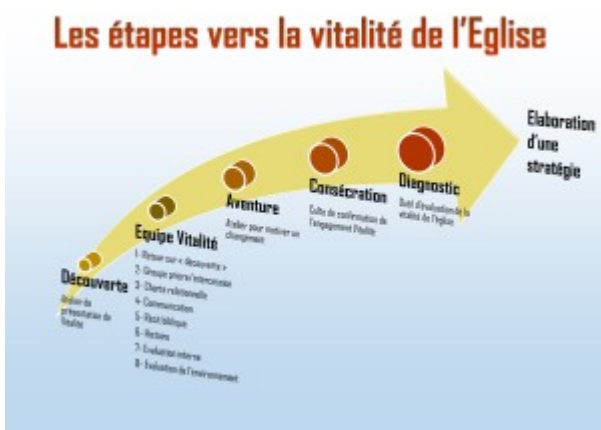 Les étapes vers la vitalité de l'Eglise
Elaboration
d'une
stratégie
Diagnostic
Outil d'évaluation de la
vitalité de l'église
Consécration
Culte de confirmation de
l'engagement Vitalité
Aventure
Atelier pour motiver un
changement
Equipe Vitalité
1- Retour sur « découverte »
2- Groupe prière/intercession
3- Charte relationnelle
4- Communication
5- Récit biblique
6- Histoire
7- Evaluation interne
8- Evaluation de l'environnement
Découverte
Atelier de
présentation de
Vitalité